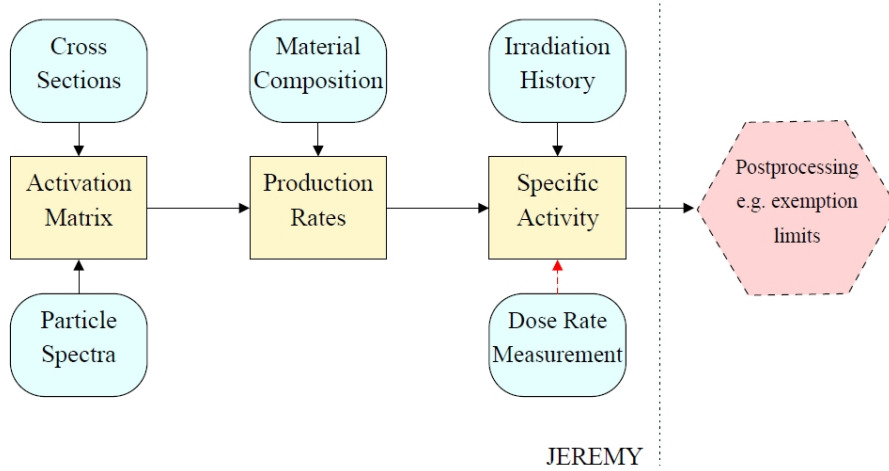 Cross
Sections
Material
Composition
Irradiation
History
Activation
Matrix
Production
Rates
Specific
Activity
Postprocessing
e.g. exemption
limits
Particle
Spectra
Dose Rate
Measurement
JEREMY